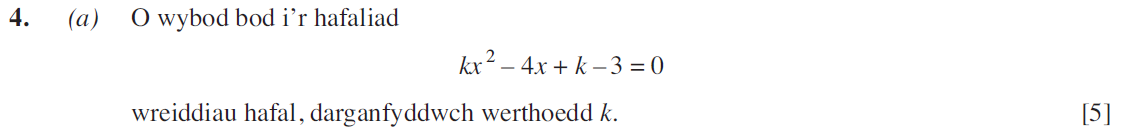 4. (a) O wybod bod i’r hafaliad
kx² – 4x + k – 3 = 0
wreiddiau hafal, darganfyddwch werthoedd k. [5]